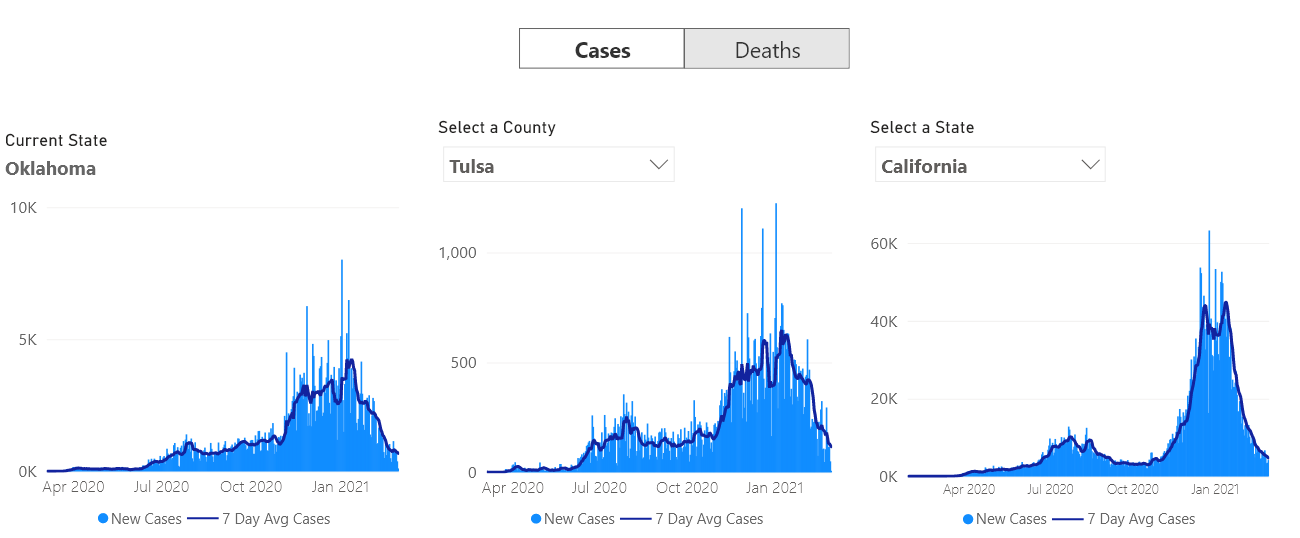 Cases Deaths
Current State
Oklahoma
10K
5K
0K
Apr 2020 Jul 2020 Oct 2020 Jan 2021
New Cases 7 Day Avg Cases
Select a County
Tulsa
1,000
500
0
Apr 2020 Jul 2020 Oct 2020 Jan 2021
New Cases 7 Day Avg Cases
Select a State
California
60K
40K
20K
0K
Apr 2020 Jul 2020 Oct 2020 Jan 2021
New Cases 7 Day Avg Cases